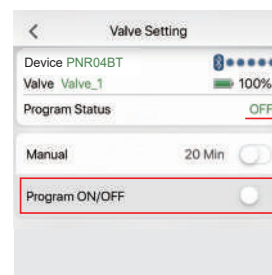 Valve Setting
Device PNR04BT
Valve Valve_1 100%
Program Status OFF
Manual 20 Min
Program ON/OFF